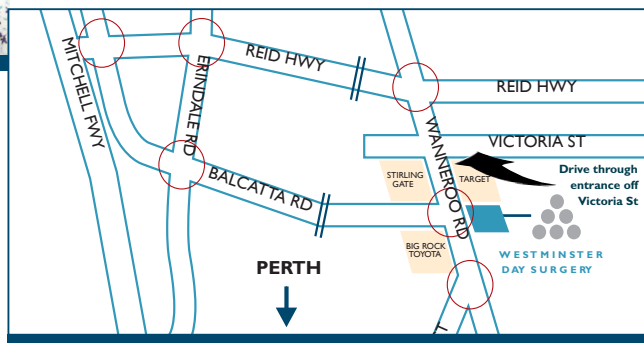 MITCHELL FWY
ERINDALE RD
REID HWY
REID HWY
WANNEROO RD
VICTORIA ST
BALCATTA RD
STIRLING
GATE
TARGET
Drive through
entrance off
Victoria St
BIG ROCK
TOYOTA
WESTMINSTER
DAY SURGERY
PERTH